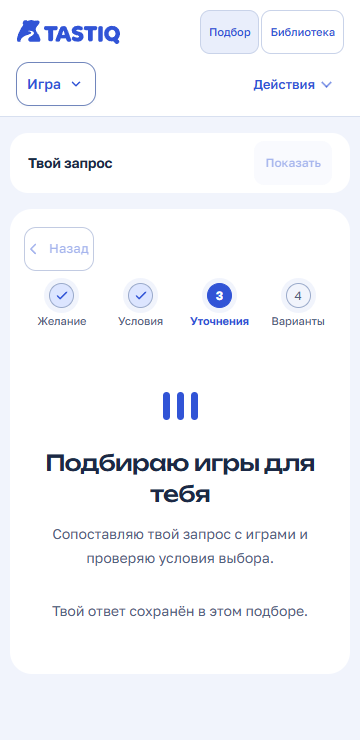 TASTIQ
Подбор
Библиотека
Игра
Действия
Твой запрос
Показать
Назад
3
4
Желание
Условия
Уточнения
Варианты
Подбираю игры для
тебя
Сопоставляю твой запрос с играми и
проверяю условия выбора.
Твой ответ сохранён в этом подборе.